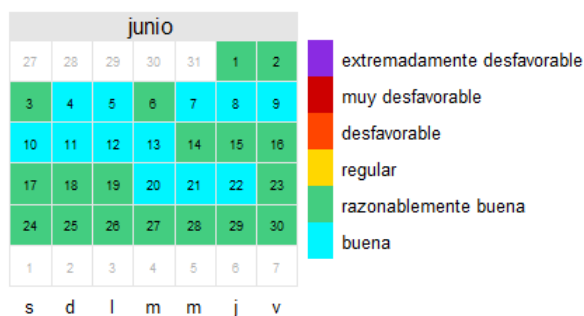 junio
27 28 29 30 31 1 2
3 4 5 6 7 8 9
10 11 12 13 14 15 16
17 18 19 20 21 22 23
24 25 26 27 28 29 30
1 2 3 4 5 6 7
s d l m m j v
extremadamente desfavorable
muy desfavorable
desfavorable
regular
razonablemente buena
buena